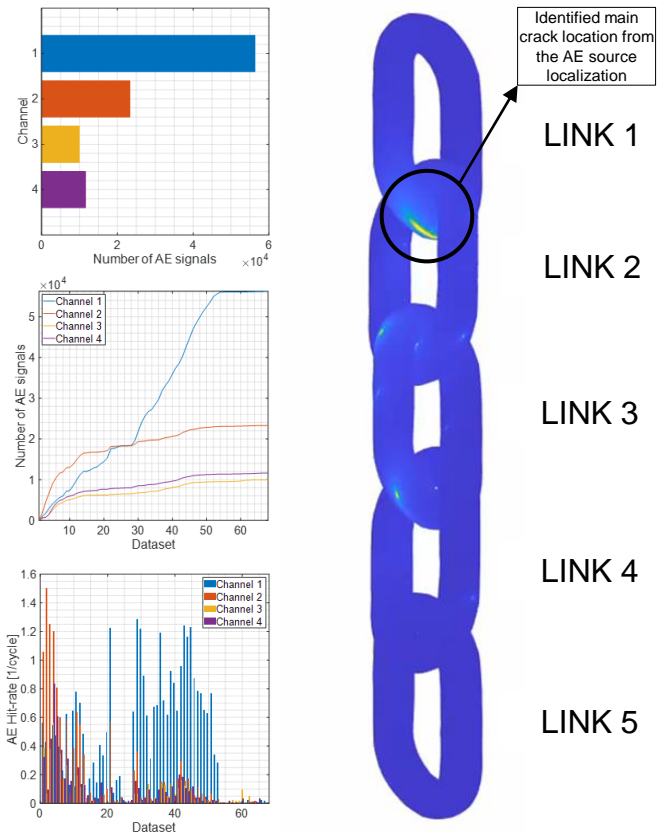 1
2
3
4
Channel
0
2
4
6
Number of AE signals
×10⁴
×10⁴
Channel 1
Channel 2
Channel 3
Channel 4
5
4
3
2
1
0
Number of AE signals
10
20
30
40
50
60
Dataset
1.6
1.4
1.2
1
0.8
0.6
0.4
0.2
0
AE Hit-rate [1/cycle]
Channel 1
Channel 2
Channel 3
Channel 4
0
20
40
60
Dataset
Identified main
crack location from
the AE source
localization
LINK 1
LINK 2
LINK 3
LINK 4
LINK 5